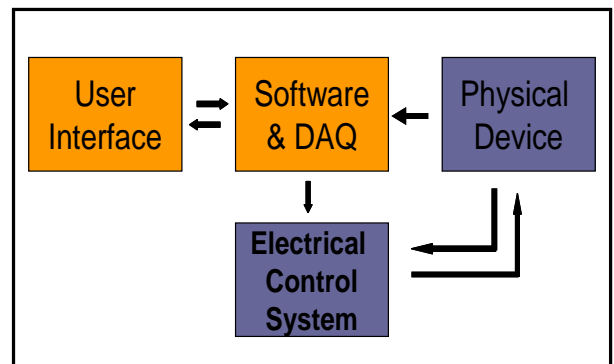 User
Interface
Software
& DAQ
Physical
Device
Electrical
Control
System